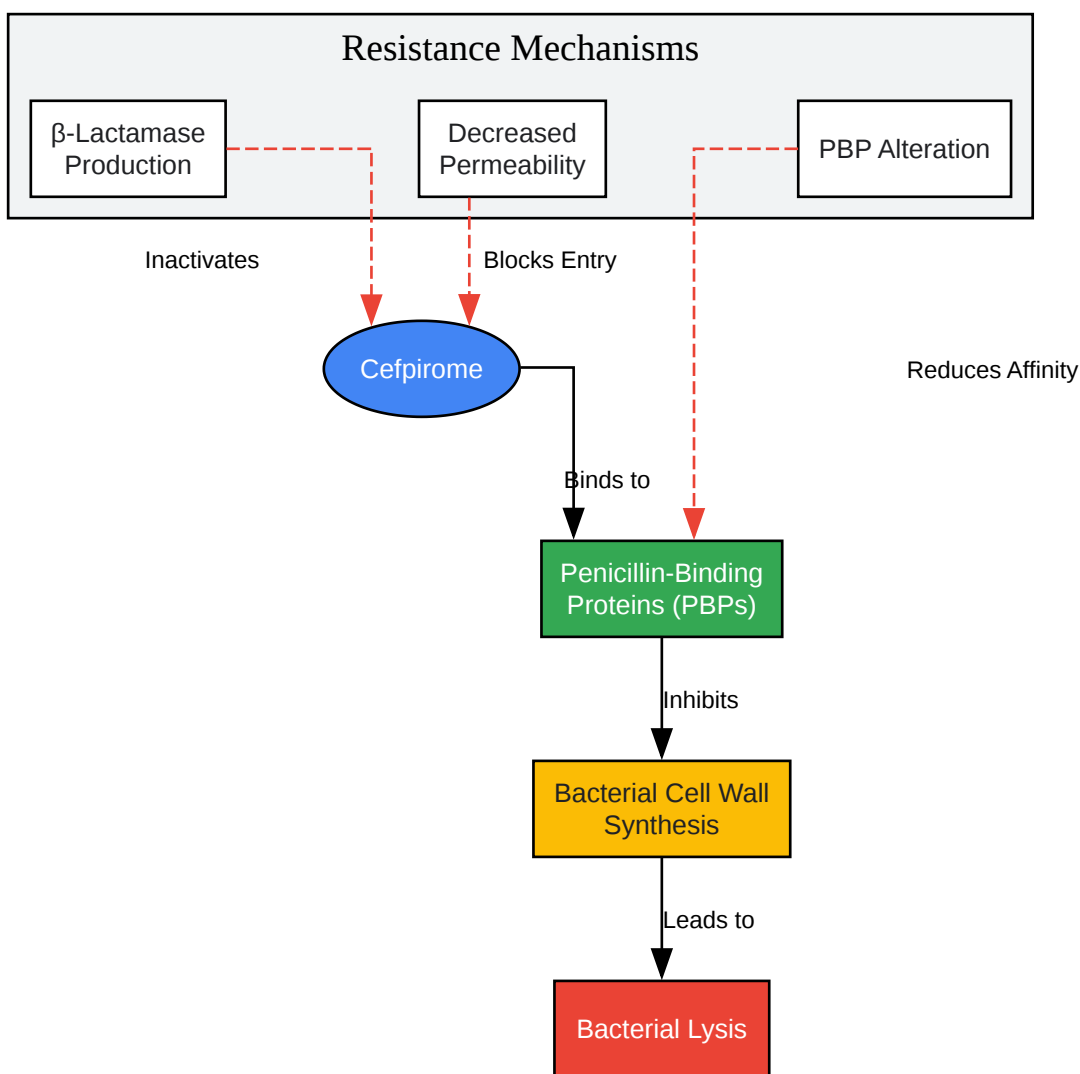 Resistance Mechanisms
β-Lactamase
Production
Decreased
Permeability
PBP Alteration
Inactivates
Blocks Entry
Cefpirome
Reduces Affinity
Binds to
Penicillin-Binding
Proteins (PBPs)
Inhibits
Bacterial Cell Wall
Synthesis
Leads to
Bacterial Lysis